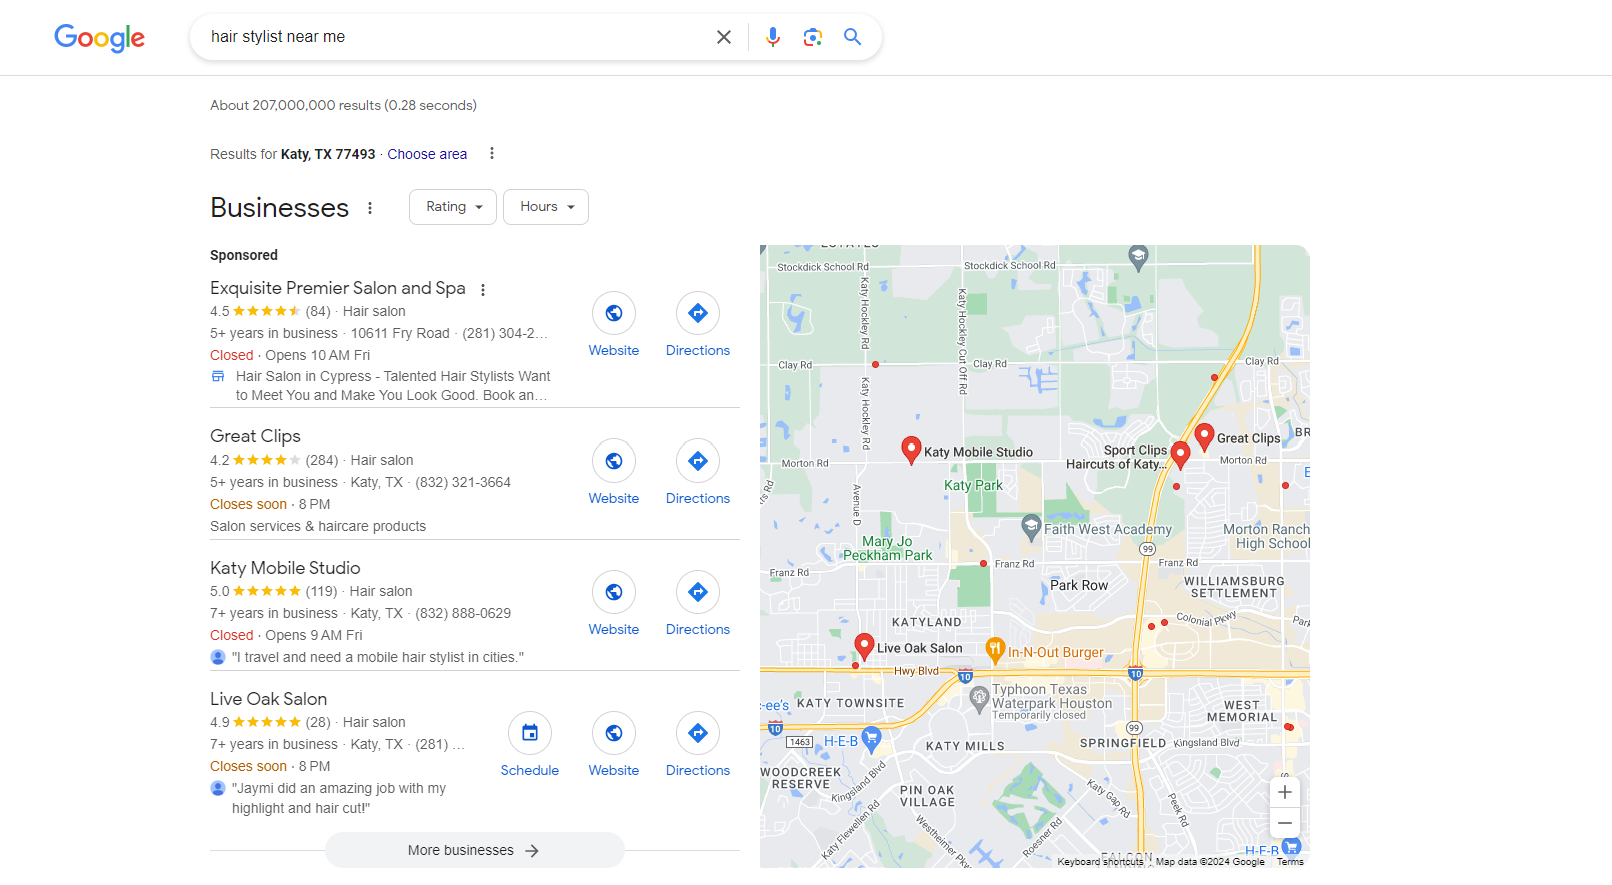 Google
hair stylist near me
About 207,000,000 results (0.28 seconds)
Results for Katy, TX 77493 · Choose area
Businesses
Rating
Hours
Sponsored
Exquisite Premier Salon and Spa
4.5 (84) · Hair salon
5+ years in business · 10611 Fry Road · (281) 304-2...
Closed · Opens 10 AM Fri
Hair Salon in Cypress - Talented Hair Stylists Want
to Meet You and Make You Look Good. Book an...
Website
Directions
Great Clips
4.2 (284) · Hair salon
5+ years in business · Katy, TX · (832) 321-3664
Closes soon · 8 PM
Salon services & haircare products
Website
Directions
Katy Mobile Studio
5.0 (119) · Hair salon
7+ years in business · Katy, TX · (832) 888-0629
Closed · Opens 9 AM Fri
"I travel and need a mobile hair stylist in cities."
Website
Directions
Live Oak Salon
4.9 (28) · Hair salon
7+ years in business · Katy, TX · (281) ...
Closes soon · 8 PM
"Jaymi did an amazing job with my
highlight and hair cut!"
Schedule
Website
Directions
More businesses
Stockdick School Rd
Stockdick School Rd
Katy Hockley Rd
Katy Hockley Cut Off Rd
Clay Rd
Clay Rd
Clay Rd
Katy Hockley Rd
Katy Mobile Studio
Sport Clips
Haircuts of Katy...
Great Clips
BR
Morton Rd
Morton Rd
Katy Park
Avenue D
Faith West Academy
Morton Ranch
High School
99
Mary Jo
Peckham Park
Franz Rd
Franz Rd
Franz Rd
Park Row
WILLIAMSBURG
SETTLEMENT
KATYLAND
Colonial Pkwy
Live Oak Salon
In-N-Out Burger
Hwy Blvd
10
10
Typhoon Texas
Waterpark Houston
Temporarily closed
c-ee's
KATY TOWNSITE
WEST
MEMORIAL
10
1463
H-E-B
KATY MILLS
99
SPRINGFIELD
Kingsland Blvd
WOODCREEK
RESERVE
Kingsland Blvd
PIN OAK
VILLAGE
Katy Gap Rd
Peek Rd
Katy Flewellen Rd
Westheimer Pkwy
Roesner Rd
H-E-B
Keyboard shortcuts
Map data ©2024 Google
Terms